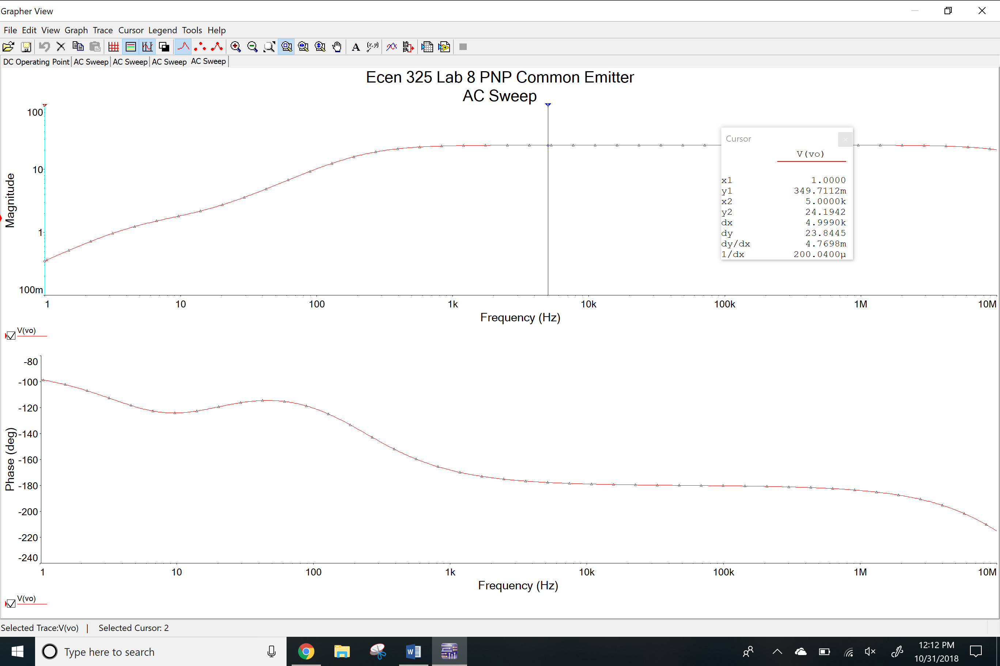 Grapher View
File Edit View Graph Trace Cursor Legend Tools Help
DC Operating Point AC Sweep AC Sweep AC Sweep AC Sweep
Ecen 325 Lab 8 PNP Common Emitter
AC Sweep
Magnitude
100
10
1
100m
1 10 100 1k 10k 100k 1M 10M
Frequency (Hz)
Cursor
V(vo)
x1 1.0000
y1 349.7112m
x2 5.0000k
y2 24.1942
dx 4.9990k
dy 23.8445
dy/dx 4.7698m
1/dx 200.0400µ
V(vo)
Phase (deg)
-80
-100
-120
-140
-160
-180
-200
-220
-240
1 10 100 1k 10k 100k 1M 10M
Frequency (Hz)
V(vo)
Selected Trace:V(vo) | Selected Cursor: 2
Type here to search
12:12 PM
10/31/2018